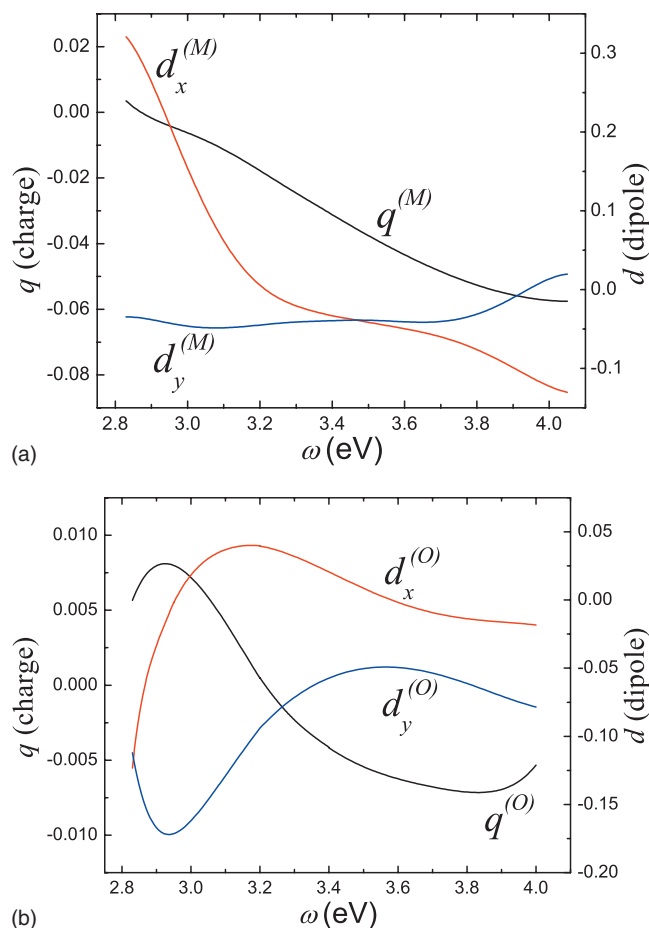 0.02
0.00
-0.02
-0.04
-0.06
-0.08
q (charge)
0.3
0.2
0.1
0.0
-0.1
d (dipole)
d_x^(M)
q^(M)
d_y^(M)
2.8 3.0 3.2 3.4 3.6 3.8 4.0
ω (eV)
(a)
0.010
0.005
0.000
-0.005
-0.010
q (charge)
0.05
0.00
-0.05
-0.10
-0.15
-0.20
d (dipole)
d_x^(O)
d_y^(O)
q^(O)
2.8 3.0 3.2 3.4 3.6 3.8 4.0
ω (eV)
(b)